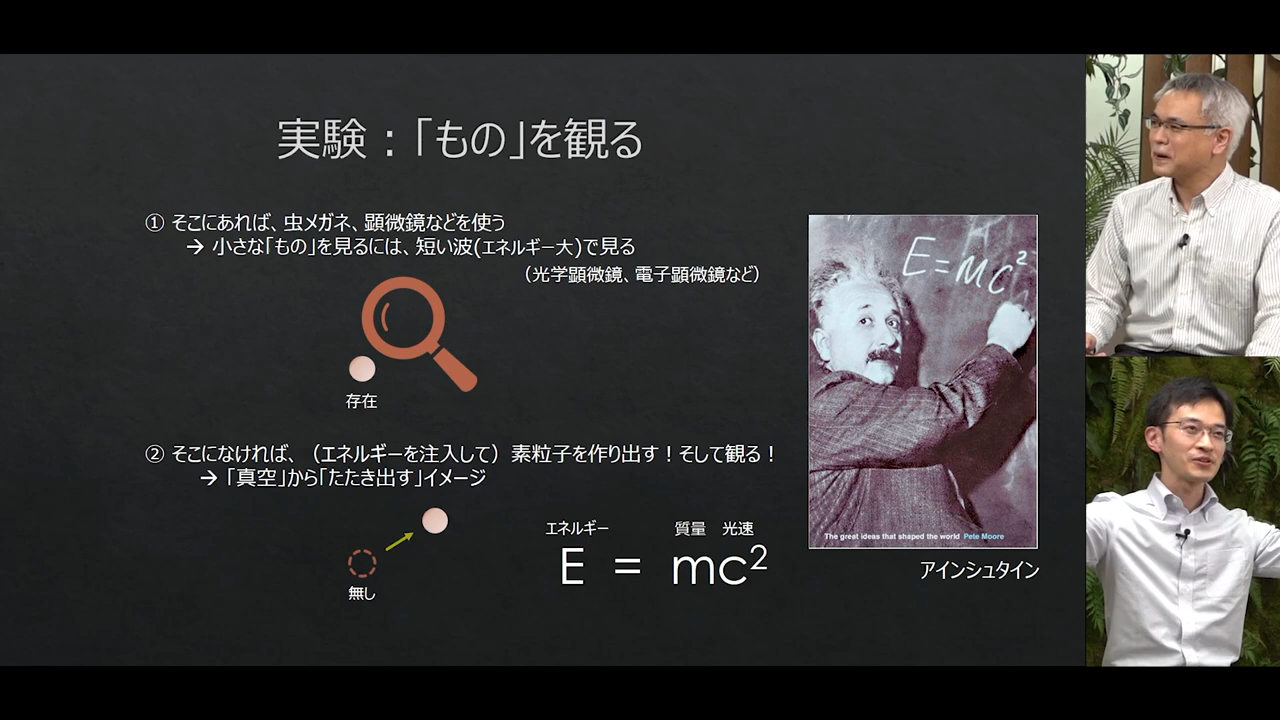 実験：「もの」を観る
① そこにあれば、虫メガネ、顕微鏡などを使う
→ 小さな「もの」を見るには、短い波(エネルギー大)で見る
（光学顕微鏡、電子顕微鏡など）
存在
② そこになければ、（エネルギーを注入して）素粒子を作り出す！そして観る！
→ 「真空」から「たたき出す」イメージ
無し
エネルギー 質量 光速
E = mc²
E=MC²
The great ideas that shaped the world Pete Moore
アインシュタイン